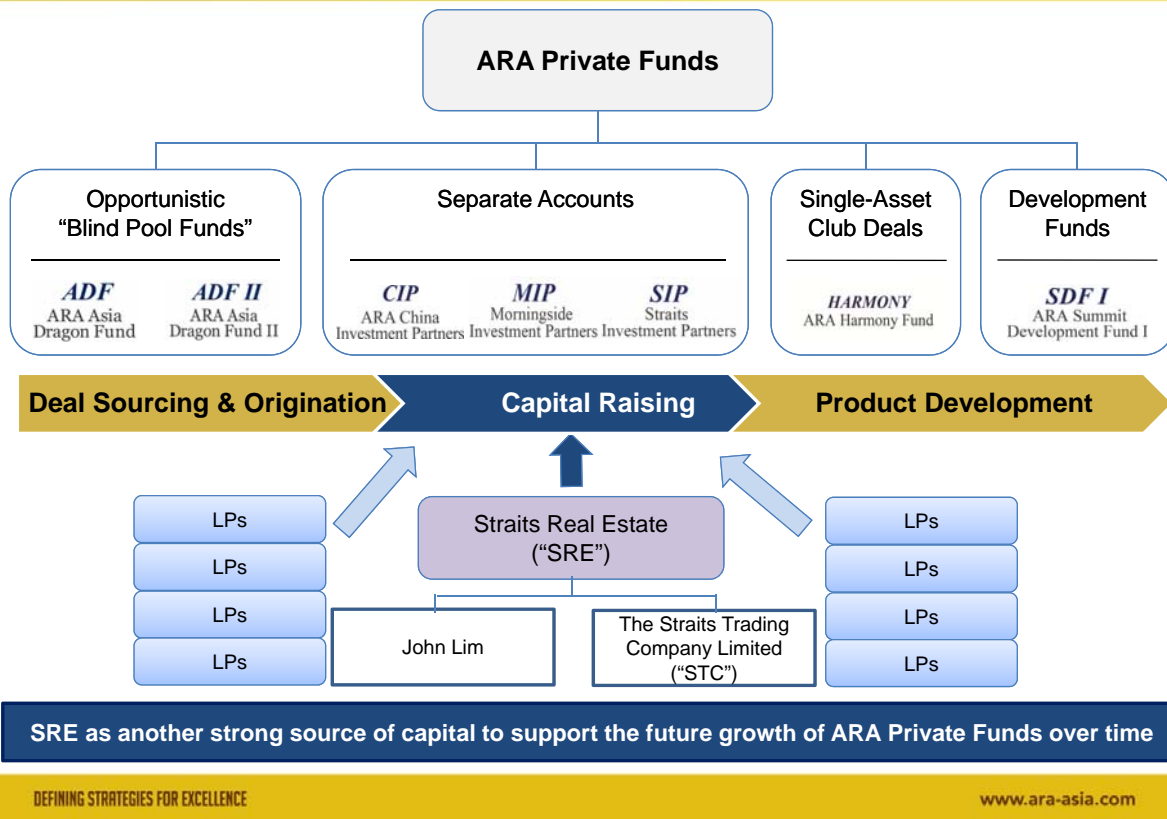 ARA Private Funds
Opportunistic
“Blind Pool Funds”
ADF
ARA Asia
Dragon Fund
ADF II
ARA Asia
Dragon Fund II
Separate Accounts
CIP
ARA China
Investment Partners
MIP
Morningside
Investment Partners
SIP
Straits
Investment Partners
Single-Asset
Club Deals
HARMONY
ARA Harmony Fund
Development
Funds
SDF I
ARA Summit
Development Fund I
Deal Sourcing & Origination
Capital Raising
Product Development
LPs
LPs
LPs
LPs
Straits Real Estate
(“SRE”)
John Lim
The Straits Trading
Company Limited
(“STC”)
LPs
LPs
LPs
LPs
SRE as another strong source of capital to support the future growth of ARA Private Funds over time
DEFINING STRATEGIES FOR EXCELLENCE
www.ara-asia.com